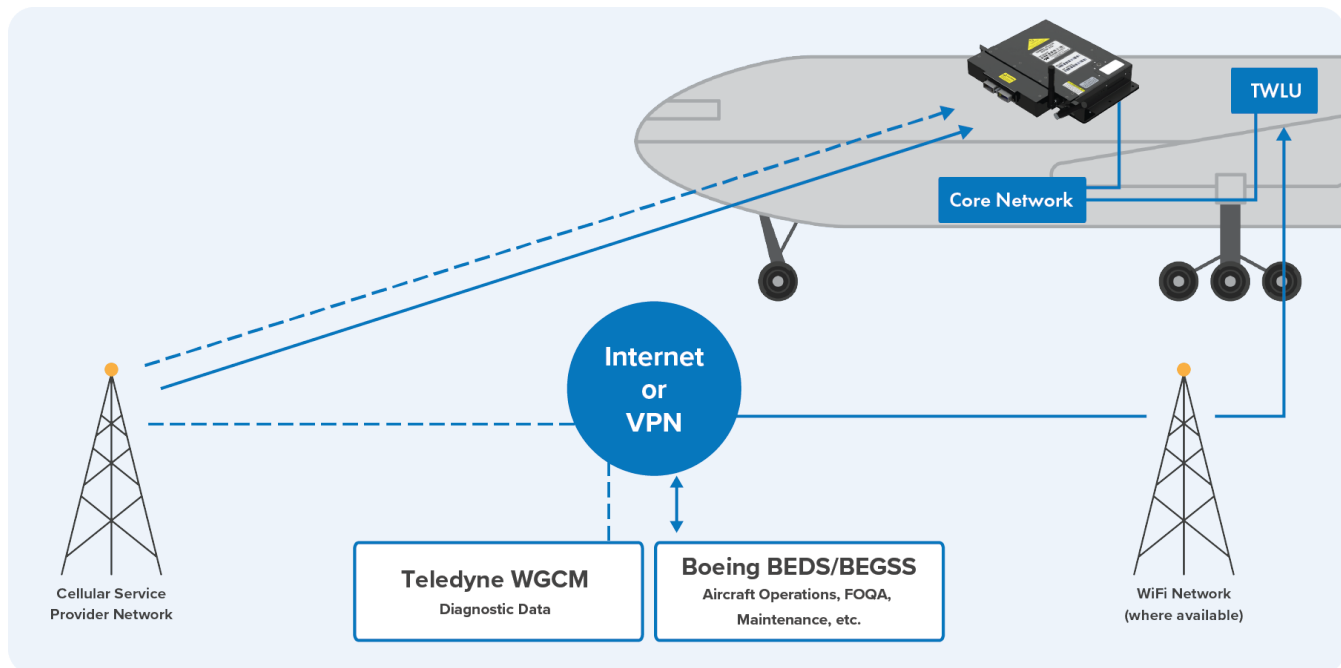 TWLU
Core Network
Internet
or
VPN
Teledyne WGCM
Diagnostic Data
Boeing BEDS/BEGSS
Aircraft Operations, FOQA,
Maintenance, etc.
Cellular Service
Provider Network
WiFi Network
(where available)